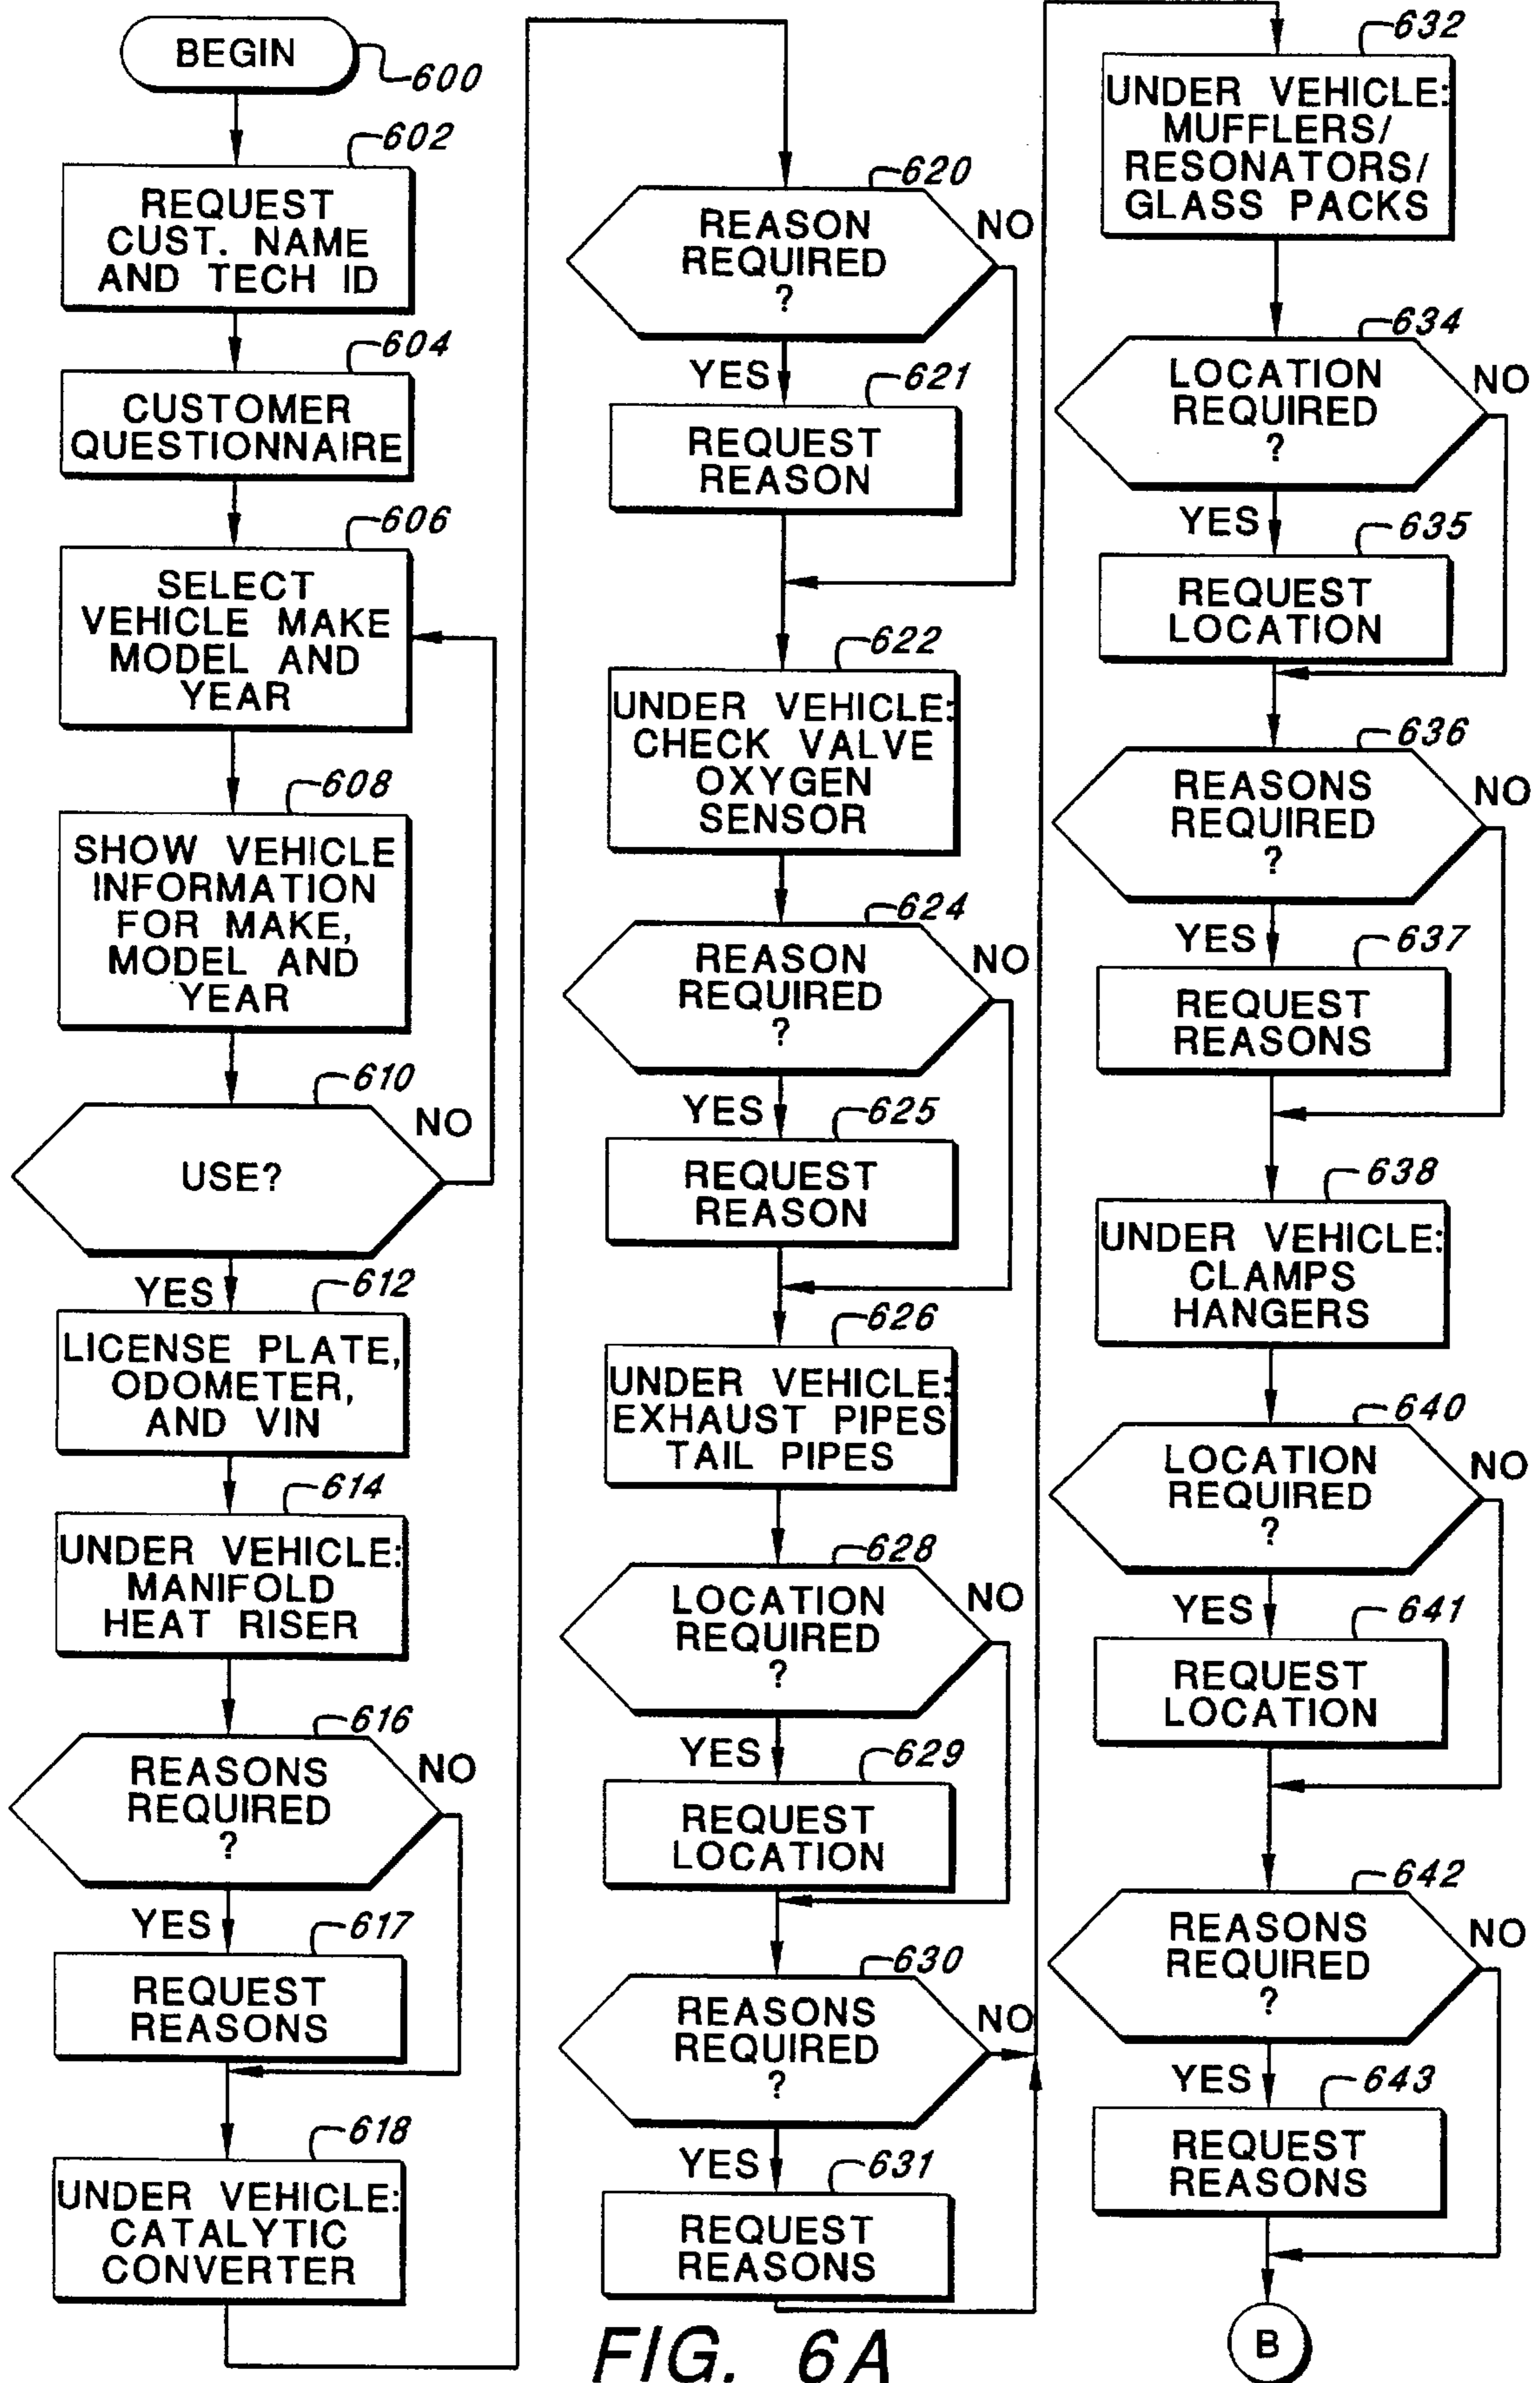 BEGIN
600
602
REQUEST
CUST. NAME
AND TECH ID
604
CUSTOMER
QUESTIONNAIRE
606
SELECT
VEHICLE MAKE
MODEL AND
YEAR
608
SHOW VEHICLE
INFORMATION
FOR MAKE,
MODEL AND
YEAR
610
USE?
NO
YES
612
LICENSE PLATE,
ODOMETER,
AND VIN
614
UNDER VEHICLE:
MANIFOLD
HEAT RISER
616
REASONS
REQUIRED
?
NO
YES
617
REQUEST
REASONS
618
UNDER VEHICLE:
CATALYTIC
CONVERTER
620
REASON
REQUIRED
?
NO
YES
621
REQUEST
REASON
622
UNDER VEHICLE:
CHECK VALVE
OXYGEN
SENSOR
624
REASON
REQUIRED
?
NO
YES
625
REQUEST
REASON
626
UNDER VEHICLE:
EXHAUST PIPES
TAIL PIPES
628
LOCATION
REQUIRED
?
NO
YES
629
REQUEST
LOCATION
630
REASONS
REQUIRED
?
NO
YES
631
REQUEST
REASONS
632
UNDER VEHICLE:
MUFFLERS/
RESONATORS/
GLASS PACKS
634
LOCATION
REQUIRED
?
NO
YES
635
REQUEST
LOCATION
636
REASONS
REQUIRED
?
NO
YES
637
REQUEST
REASONS
638
UNDER VEHICLE:
CLAMPS
HANGERS
640
LOCATION
REQUIRED
?
NO
YES
641
REQUEST
LOCATION
642
REASONS
REQUIRED
?
NO
YES
643
REQUEST
REASONS
B
FIG. 6A